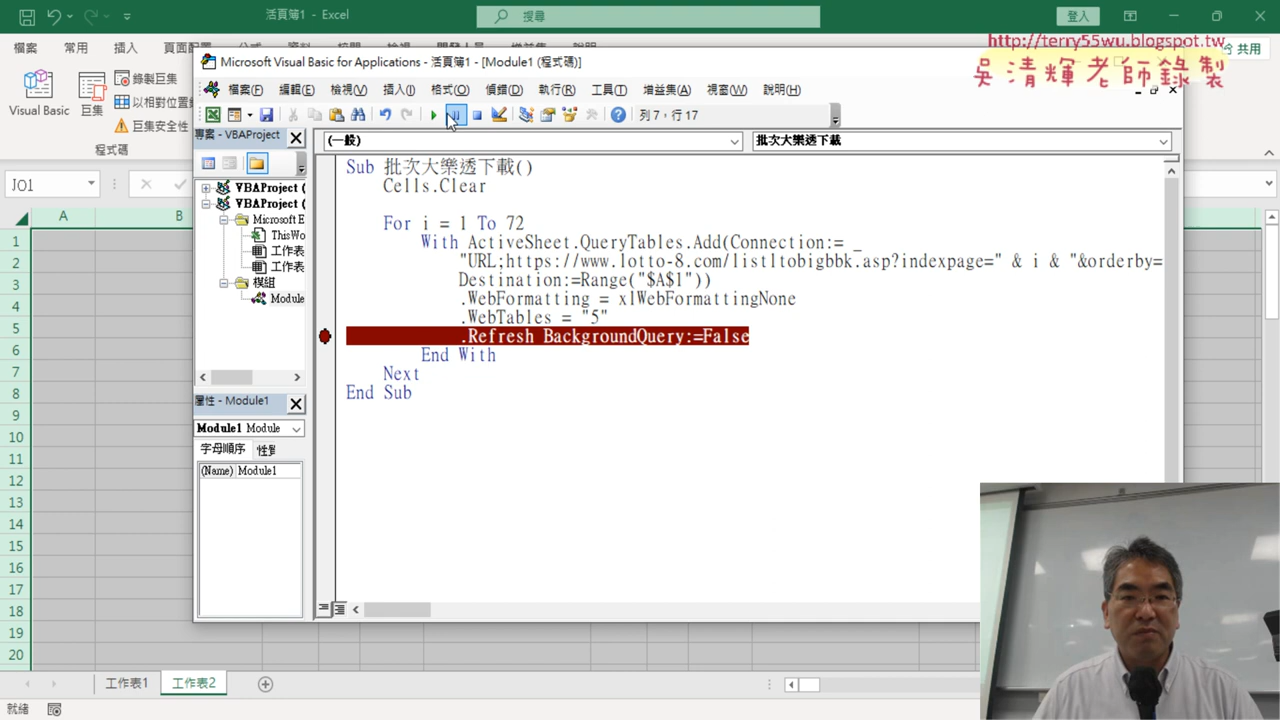 活頁簿1 - Excel
搜尋
登入
檔案 常用 插入
http://terry55wu.blogspot.tw
吳清輝老師錄製
共用
Visual Basic
巨集
錄製巨集
以相對位置
巨集安全性
程式碼
Microsoft Visual Basic for Applications - 活頁簿1 - [Module1 (程式碼)]
檔案(F) 編輯(E) 檢視(V) 插入(I) 格式(O) 偵錯(D) 執行(R) 工具(T) 增益集(A) 視窗(W) 說明(H)
列 7，行 17
專案 - VBAProject
(一般)
批次大樂透下載
J01
VBAProject (
VBAProject (
Microsoft E
ThisWo
工作表
工作表
模組
Module
屬性 - Module1
Module1 Module
字母順序
(Name) Module1
Sub 批次大樂透下載()
Cells.Clear
For i = 1 To 72
With ActiveSheet.QueryTables.Add(Connection:= _
"URL;https://www.lotto-8.com/listltobigbbk.asp?indexpage=" & i & "&orderby=
Destination:=Range("$A$1"))
.WebFormatting = xlWebFormattingNone
.WebTables = "5"
.Refresh BackgroundQuery:=False
End With
Next
End Sub
A B
1
2
3
4
5
6
7
8
9
10
11
12
13
14
15
16
17
18
19
20
工作表1 工作表2
就緒